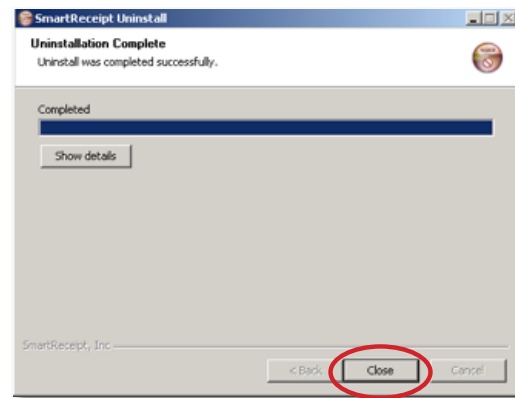 SmartReceipt Uninstall
Uninstallation Complete
Uninstall was completed successfully.
Completed
Show details
SmartReceipt, Inc
< Back
Close
Cancel